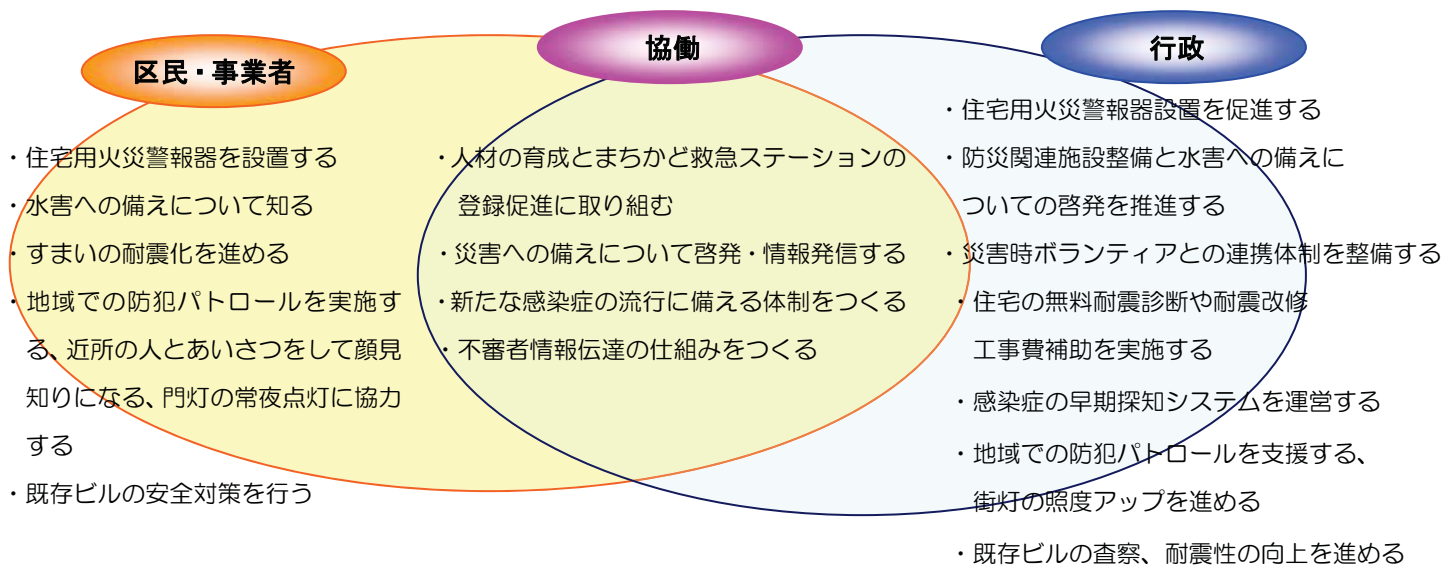 区民・事業者
・住宅用火災警報器を設置する
・水害への備えについて知る
・すまいの耐震化を進める
・地域での防犯パトロールを実施す
る、近所の人とあいさつをして顔見
知りになる、門灯の常夜点灯に協力
する
・既存ビルの安全対策を行う
協働
・人材の育成とまちかど救急ステーションの
登録促進に取り組む
・災害への備えについて啓発・情報発信する
・新たな感染症の流行に備える体制をつくる
・不審者情報伝達の仕組みをつくる
行政
・住宅用火災警報器設置を促進する
・防災関連施設整備と水害への備えに
ついての啓発を推進する
・災害時ボランティアとの連携体制を整備する
・住宅の無料耐震診断や耐震改修
工事費補助を実施する
・感染症の早期探知システムを運営する
・地域での防犯パトロールを支援する、
街灯の照度アップを進める
・既存ビルの査察、耐震性の向上を進める